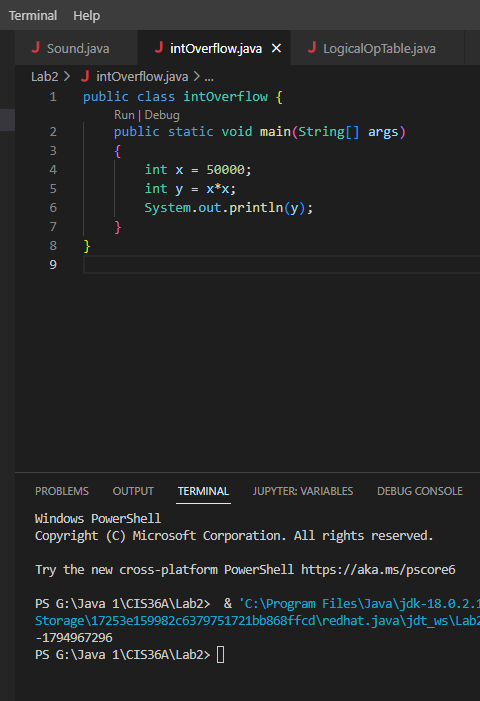 Terminal Help
Sound.java intOverflow.java LogicalOpTable.java
Lab2 > intOverflow.java > ...
1 public class intOverflow {
Run | Debug
2 public static void main(String[] args)
3 {
4 int x = 50000;
5 int y = x*x;
6 System.out.println(y);
7 }
8 }
9
PROBLEMS OUTPUT TERMINAL JUPYTER: VARIABLES DEBUG CONSOLE
Windows PowerShell
Copyright (C) Microsoft Corporation. All rights reserved.
Try the new cross-platform PowerShell https://aka.ms/pscore6
PS G:\Java 1\CIS36A\Lab2> & 'C:\Program Files\Java\jdk-18.0.2.1
Storage\17253e159982c6379751721bb868ffcd\redhat.java\jdt_ws\Lab2
-1794967296
PS G:\Java 1\CIS36A\Lab2>